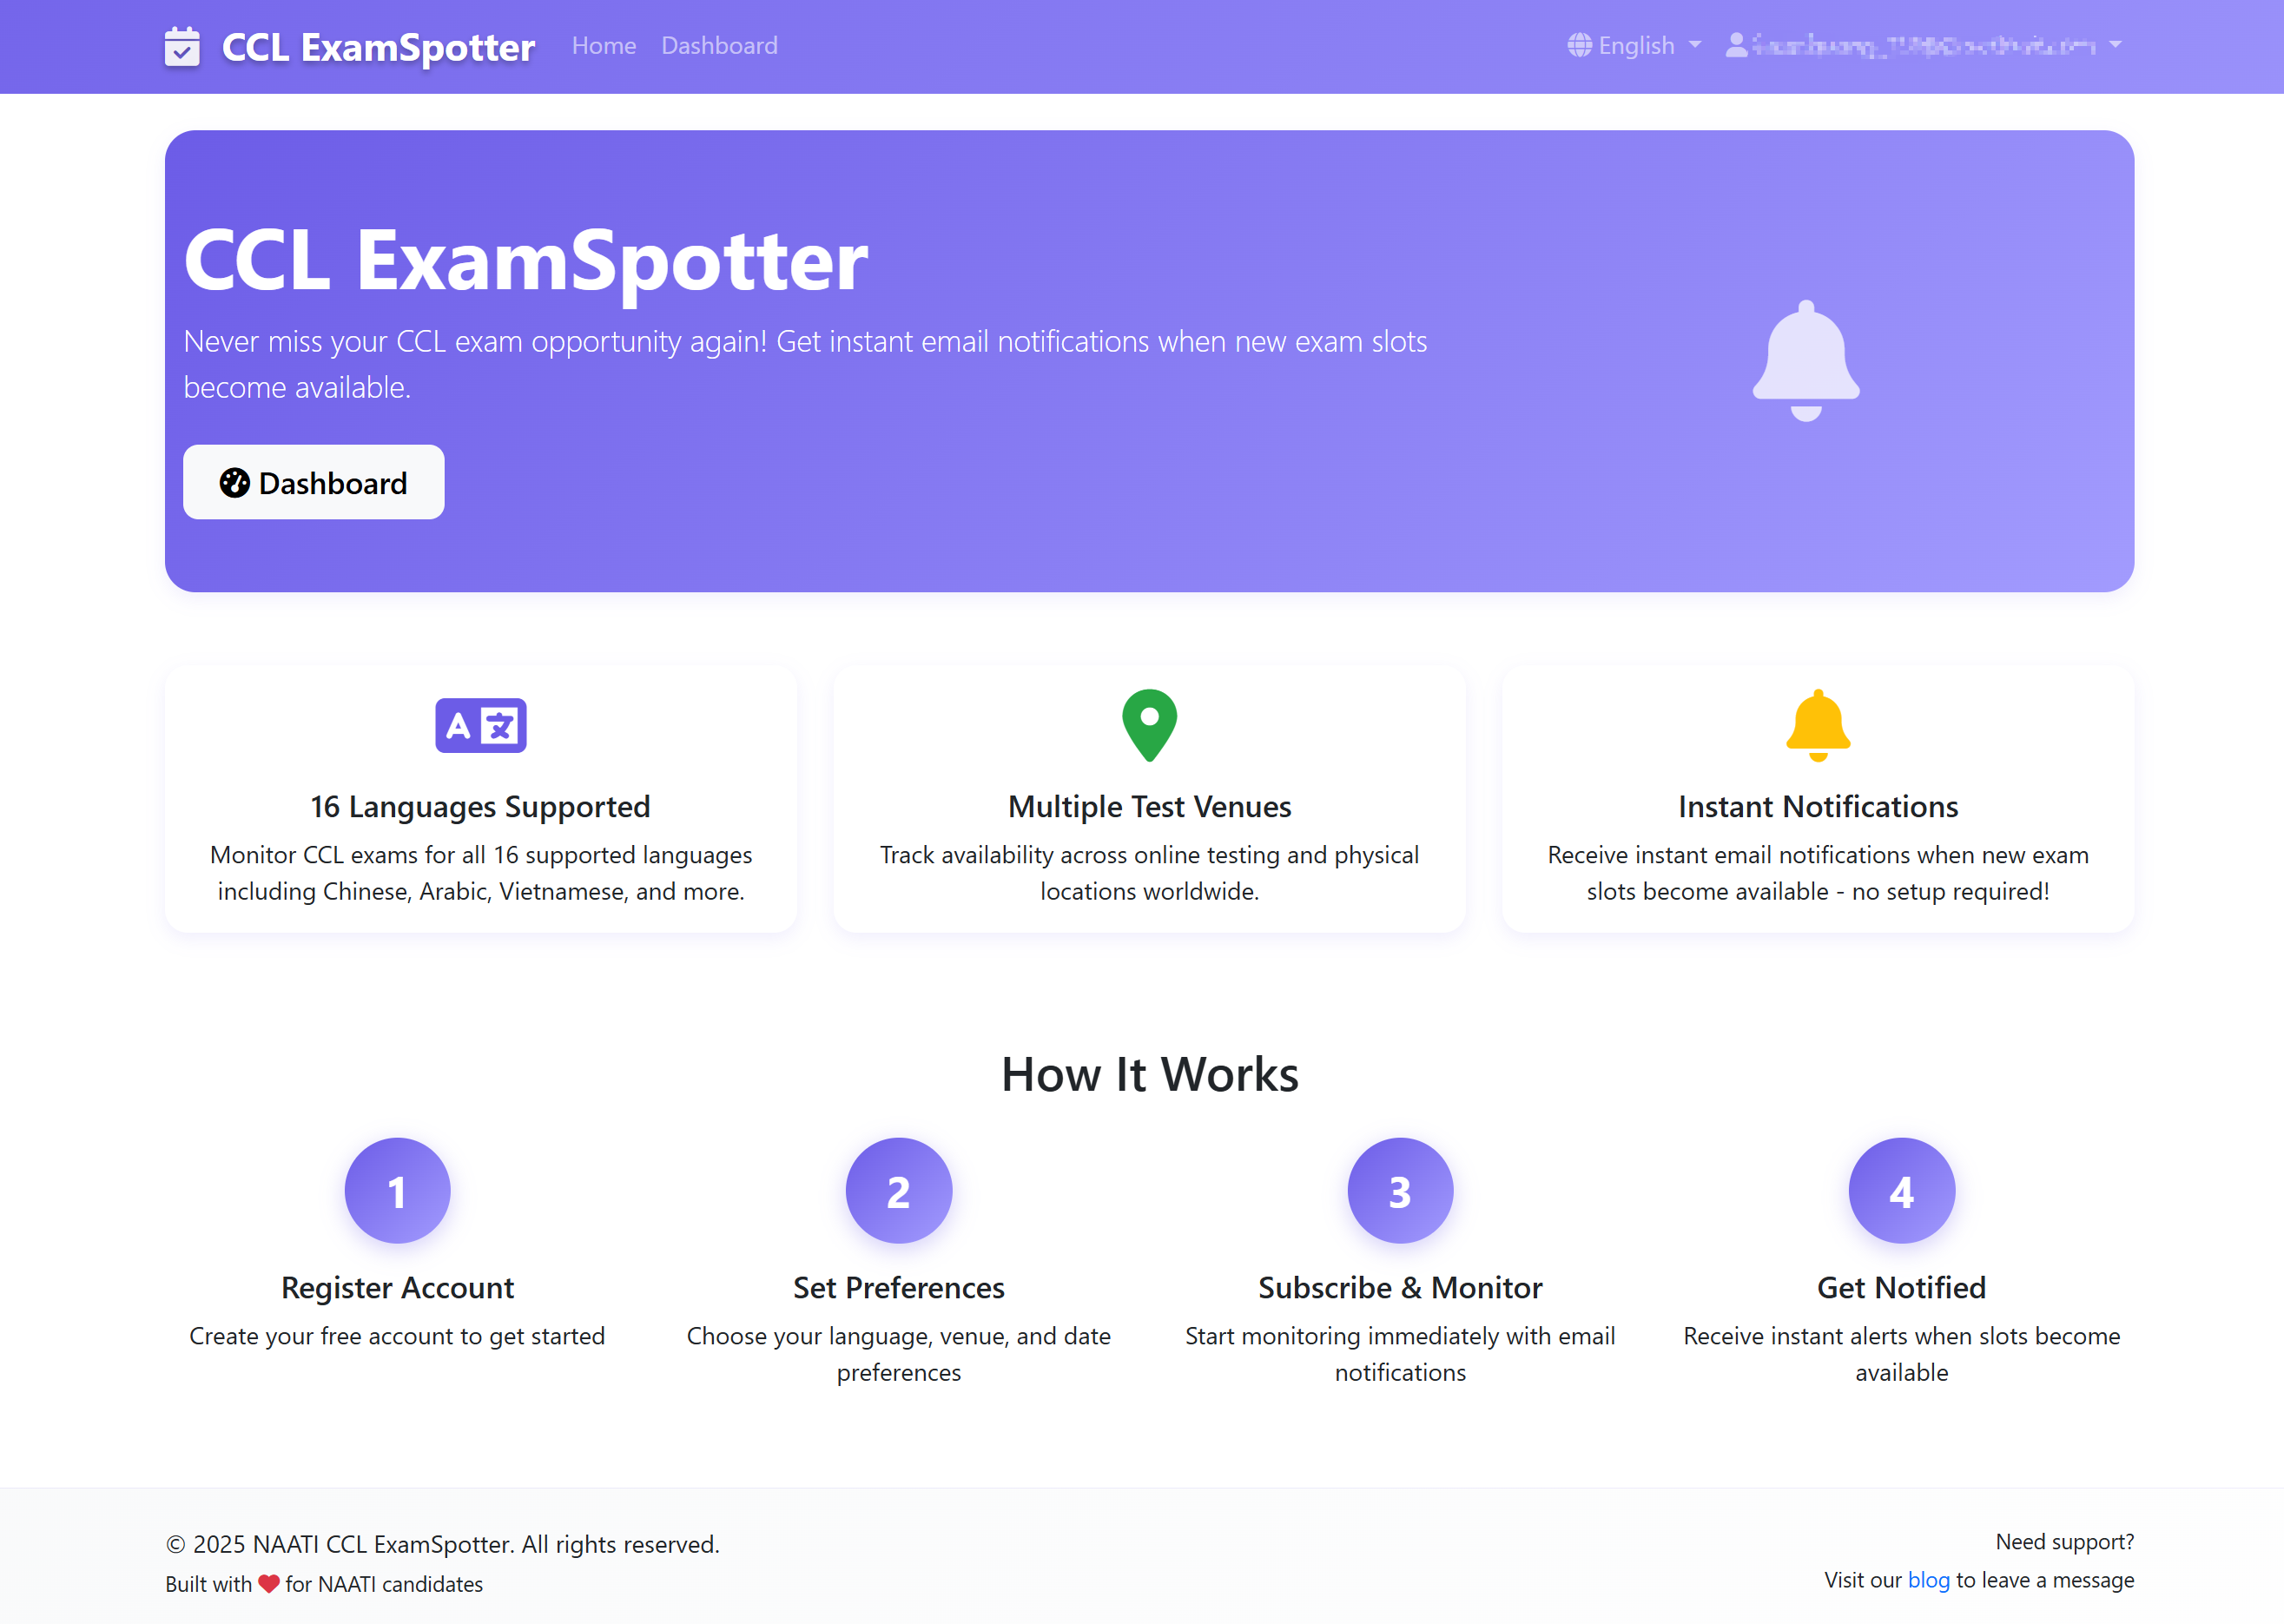 CCL ExamSpotter
Home
Dashboard
English
CCL ExamSpotter
Never miss your CCL exam opportunity again! Get instant email notifications when new exam slots
become available.
Dashboard
A 文
16 Languages Supported
Monitor CCL exams for all 16 supported languages
including Chinese, Arabic, Vietnamese, and more.
Multiple Test Venues
Track availability across online testing and physical
locations worldwide.
Instant Notifications
Receive instant email notifications when new exam
slots become available - no setup required!
How It Works
1
Register Account
Create your free account to get started
2
Set Preferences
Choose your language, venue, and date
preferences
3
Subscribe & Monitor
Start monitoring immediately with email
notifications
4
Get Notified
Receive instant alerts when slots become
available
© 2025 NAATI CCL ExamSpotter. All rights reserved.
Built with ❤ for NAATI candidates
Need support?
Visit our blog to leave a message